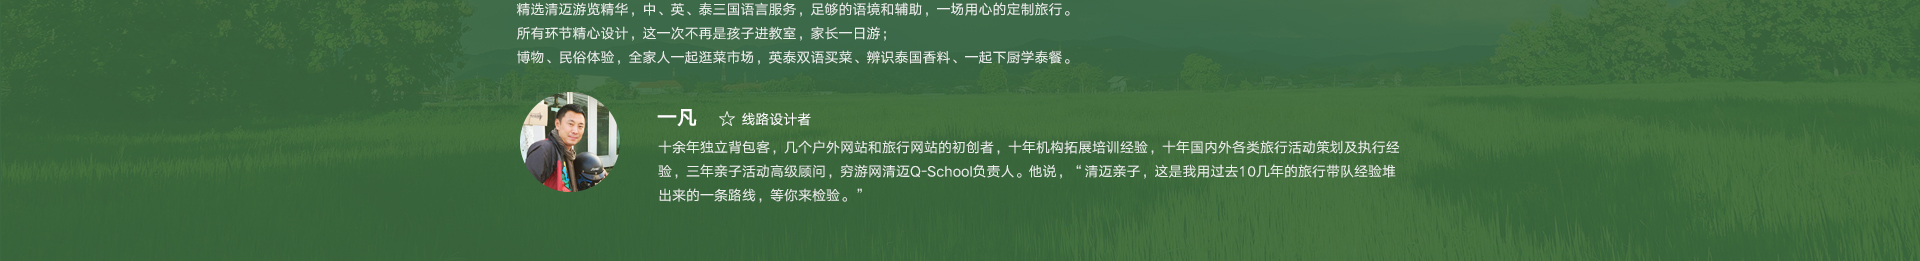 精选清迈游览精华，中、英、泰三国语言服务，足够的语境和辅助，一场用心的定制旅行。
所有环节精心设计，这一次不再是孩子进教室，家长一日游；
博物、民俗体验，全家人一起逛菜市场，英泰双语买菜、辨识泰国香料、一起下厨学泰餐。
一凡 ☆ 线路设计者
十余年独立背包客，几个户外网站和旅行网站的初创者，十年机构拓展培训经验，十年国内外各类旅行活动策划及执行经
验，三年亲子活动高级顾问，穷游网清迈Q-School负责人。他说，“清迈亲子，这是我用过去10几年的旅行带队经验堆
出来的一条路线，等你来检验。”